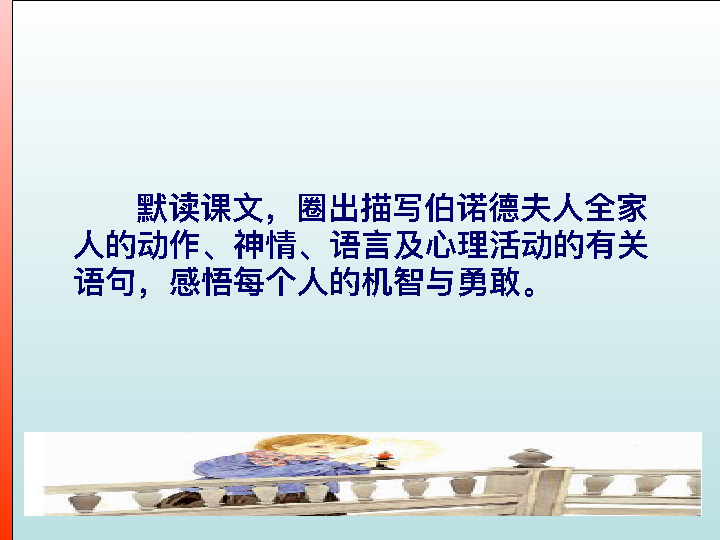 默读课文，圈出描写伯诺德夫人全家
人的动作、神情、语言及心理活动的有关
语句，感悟每个人的机智与勇敢。